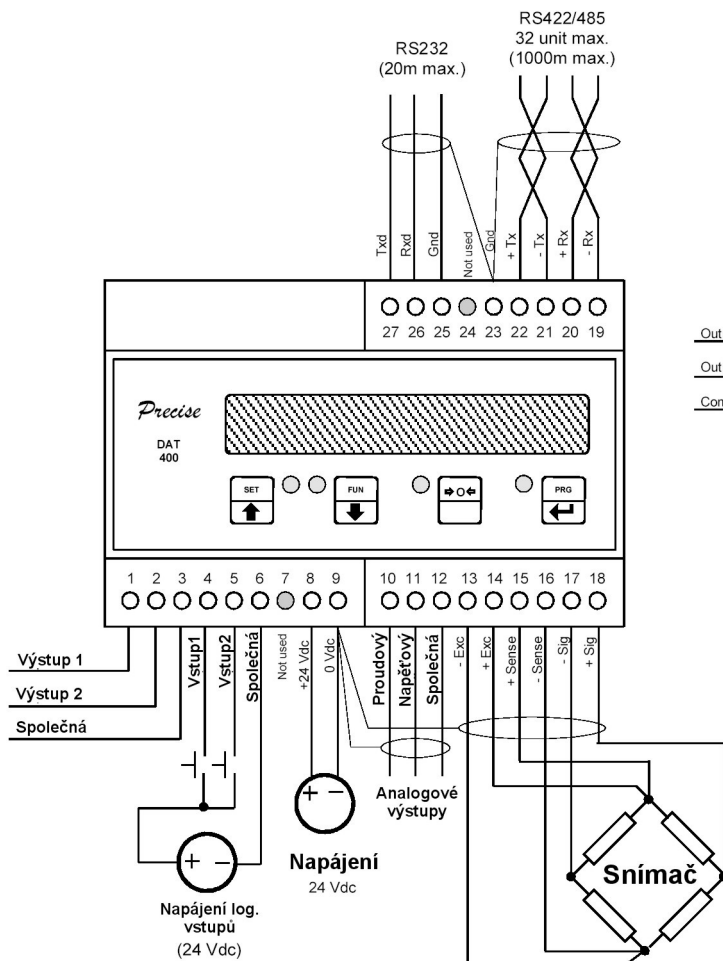 RS232
(20m max.)
RS422/485
32 unit max.
(1000m max.)
Txd
Rxd
Gnd
Not used
Gnd
+ Tx
- Tx
+ Rx
- Rx
27 26 25 24 23 22 21 20 19
Out
Out
Com
Precise
DAT
400
SET
FUN
PRG
1 2 3 4 5 6 7 8 9
10 11 12 13 14 15 16 17 18
Výstup 1
Výstup 2
Společná
Vstup1
Vstup2
Společná
Not used
+24 Vdc
0 Vdc
Proudový
Napěťový
Společná
- Exc
+ Exc
+ Sense
- Sense
- Sig
+ Sig
Analogové
výstupy
+ -
Napájení
24 Vdc
+ -
Napájení log.
vstupů
(24 Vdc)
Snímač